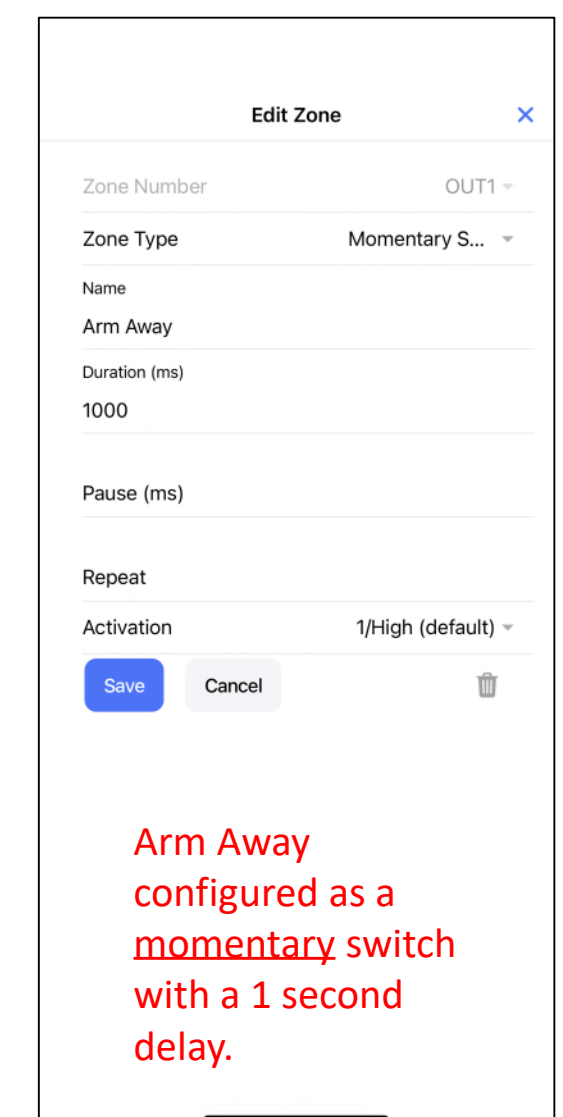 Edit Zone
Zone Number OUT1
Zone Type Momentary S...
Name
Arm Away
Duration (ms)
1000
Pause (ms)
Repeat
Activation 1/High (default)
Save Cancel
Arm Away
configured as a
momentary switch
with a 1 second
delay.